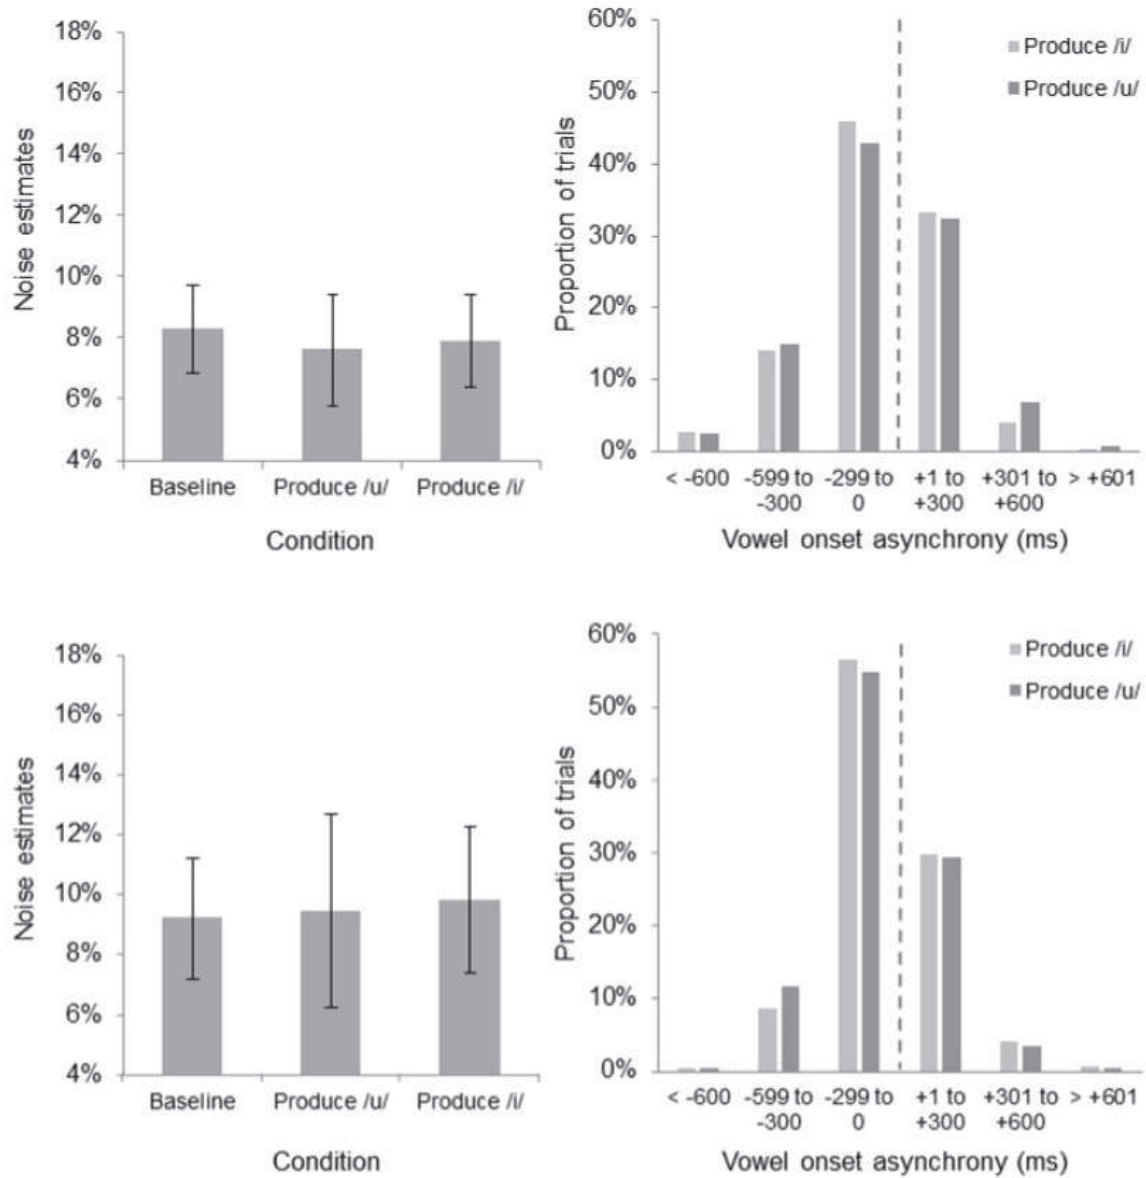 18%
16%
14%
12%
10%
8%
6%
4%
Noise estimates
Baseline Produce /u/ Produce /i/
Condition
60%
50%
40%
30%
20%
10%
0%
Proportion of trials
Produce /i/
Produce /u/
< -600 -599 to -299 to +1 to +301 to > +601
-300 0 +300 +600
Vowel onset asynchrony (ms)
18%
16%
14%
12%
10%
8%
6%
4%
Noise estimates
Baseline Produce /u/ Produce /i/
Condition
60%
50%
40%
30%
20%
10%
0%
Proportion of trials
Produce /i/
Produce /u/
< -600 -599 to -299 to +1 to +301 to > +601
-300 0 +300 +600
Vowel onset asynchrony (ms)